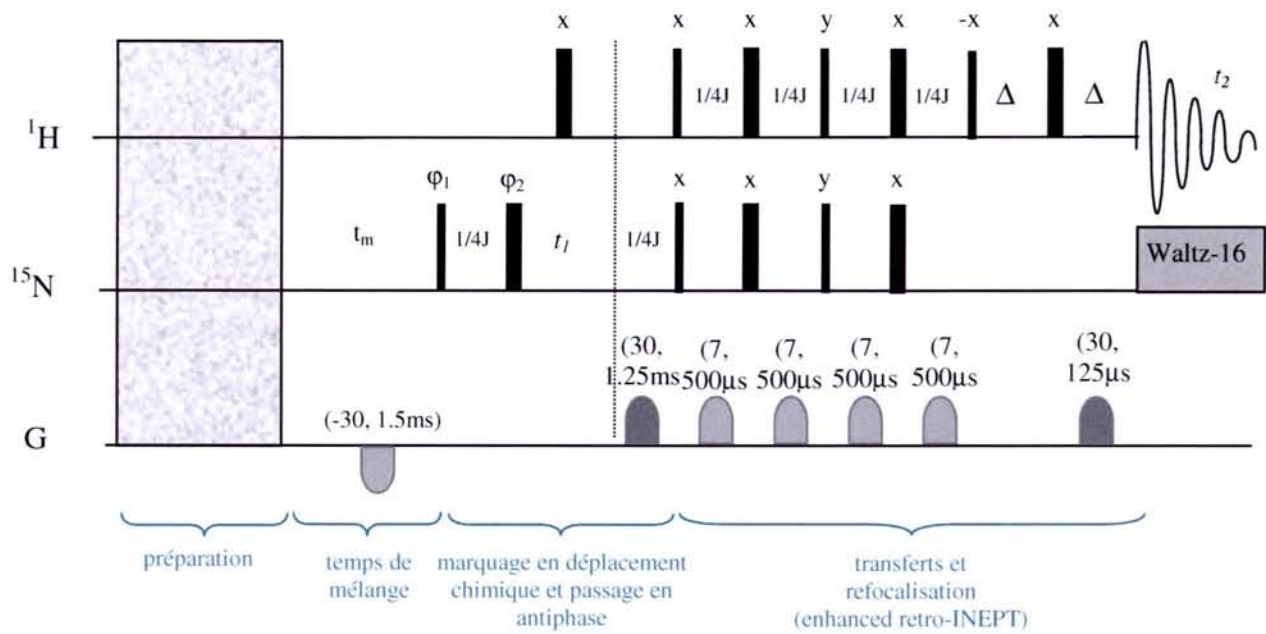 x x x y x -x x
1/4J 1/4J 1/4J 1/4J Δ Δ t₂
¹H
φ₁ φ₂ x x y x
tₘ 1/4J t₁ 1/4J Waltz-16
¹⁵N
(30, 1.25ms) (7, 500µs) (7, 500µs) (7, 500µs) (7, 500µs) (30, 125µs)
(-30, 1.5ms)
G
préparation
temps de
mélange
marquage en déplacement
chimique et passage en
antiphase
transferts et
refocalisation
(enhanced retro-INEPT)